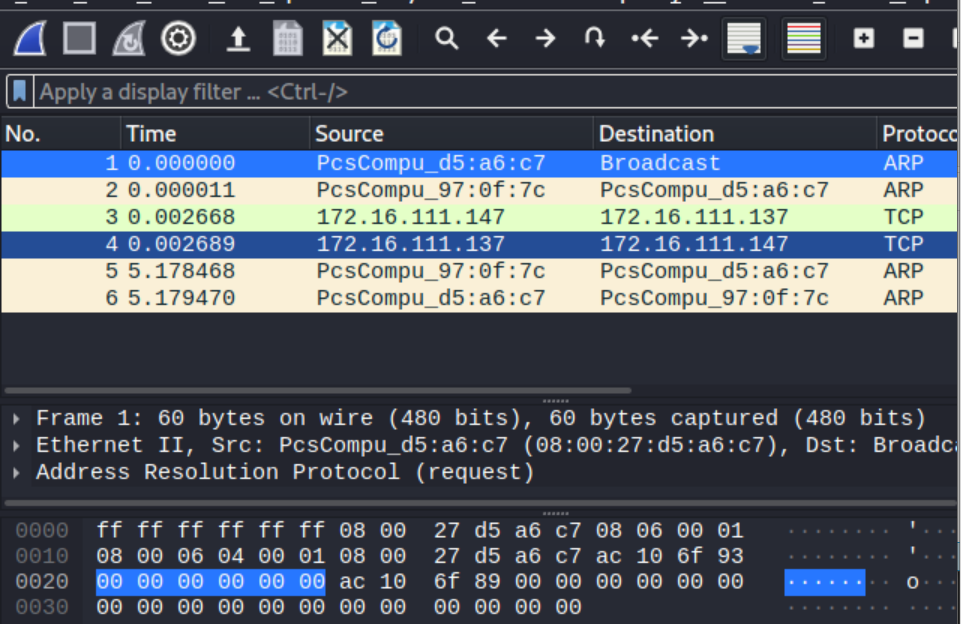 Apply a display filter ... <Ctrl-/>
No. Time Source Destination Protoco
1 0.000000 PcsCompu_d5:a6:c7 Broadcast ARP
2 0.000011 PcsCompu_97:0f:7c PcsCompu_d5:a6:c7 ARP
3 0.002668 172.16.111.147 172.16.111.137 TCP
4 0.002689 172.16.111.137 172.16.111.147 TCP
5 5.178468 PcsCompu_97:0f:7c PcsCompu_d5:a6:c7 ARP
6 5.179470 PcsCompu_d5:a6:c7 PcsCompu_97:0f:7c ARP
Frame 1: 60 bytes on wire (480 bits), 60 bytes captured (480 bits)
Ethernet II, Src: PcsCompu_d5:a6:c7 (08:00:27:d5:a6:c7), Dst: Broadc
Address Resolution Protocol (request)
0000 ff ff ff ff ff ff 08 00 27 d5 a6 c7 08 06 00 01 ········ '···
0010 08 00 06 04 00 01 08 00 27 d5 a6 c7 ac 10 6f 93 ········ '···
0020 00 00 00 00 00 00 ac 10 6f 89 00 00 00 00 00 00 ········ o···
0030 00 00 00 00 00 00 00 00 00 00 00 00 ········ ····